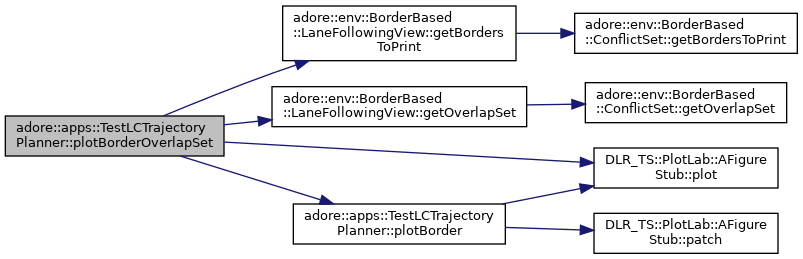 adore::env::BorderBased
::LaneFollowingView::getBorders
ToPrint
adore::env::BorderBased
::ConflictSet::getBordersToPrint
adore::env::BorderBased
::LaneFollowingView::getOverlapSet
adore::env::BorderBased
::ConflictSet::getOverlapSet
adore::apps::TestLCTrajectory
Planner::plotBorderOverlapSet
DLR_TS::PlotLab::AFigure
Stub::plot
adore::apps::TestLCTrajectory
Planner::plotBorder
DLR_TS::PlotLab::AFigure
Stub::patch